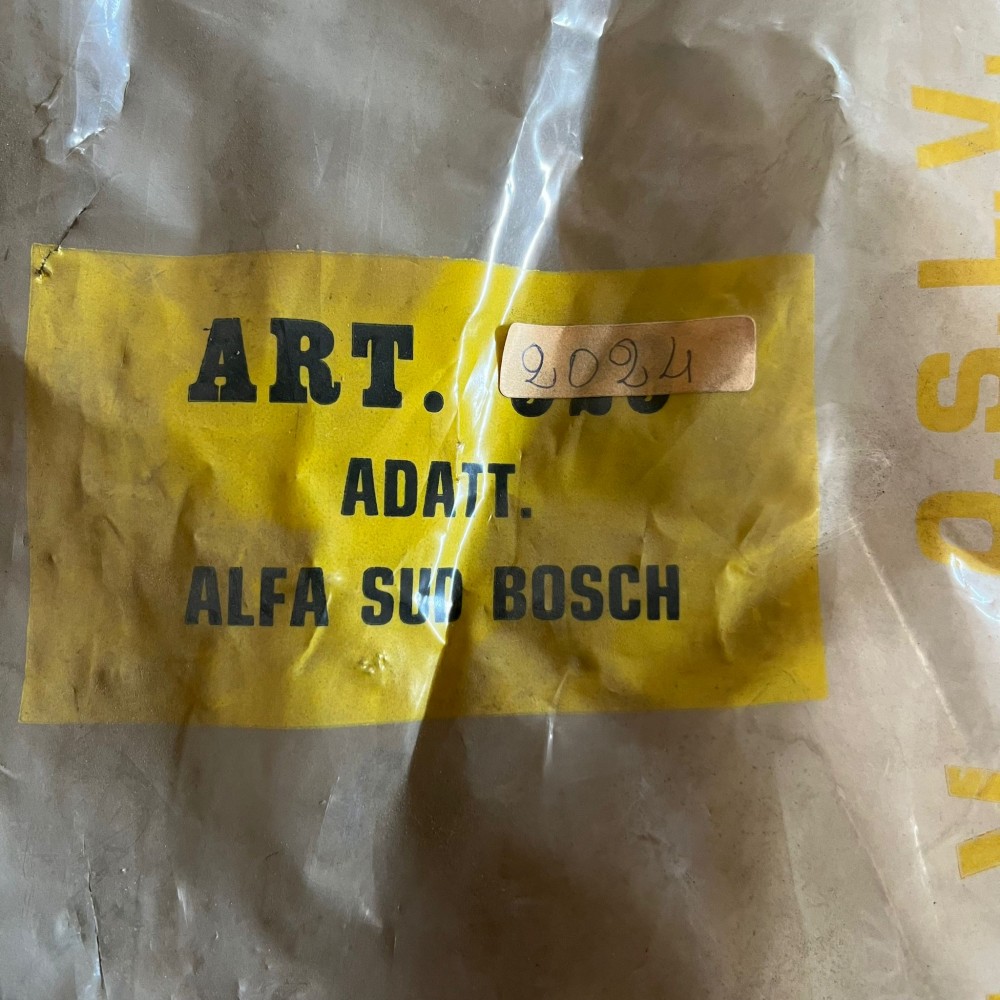 ART. 2024
ADATT.
ALFA SUD BOSCH